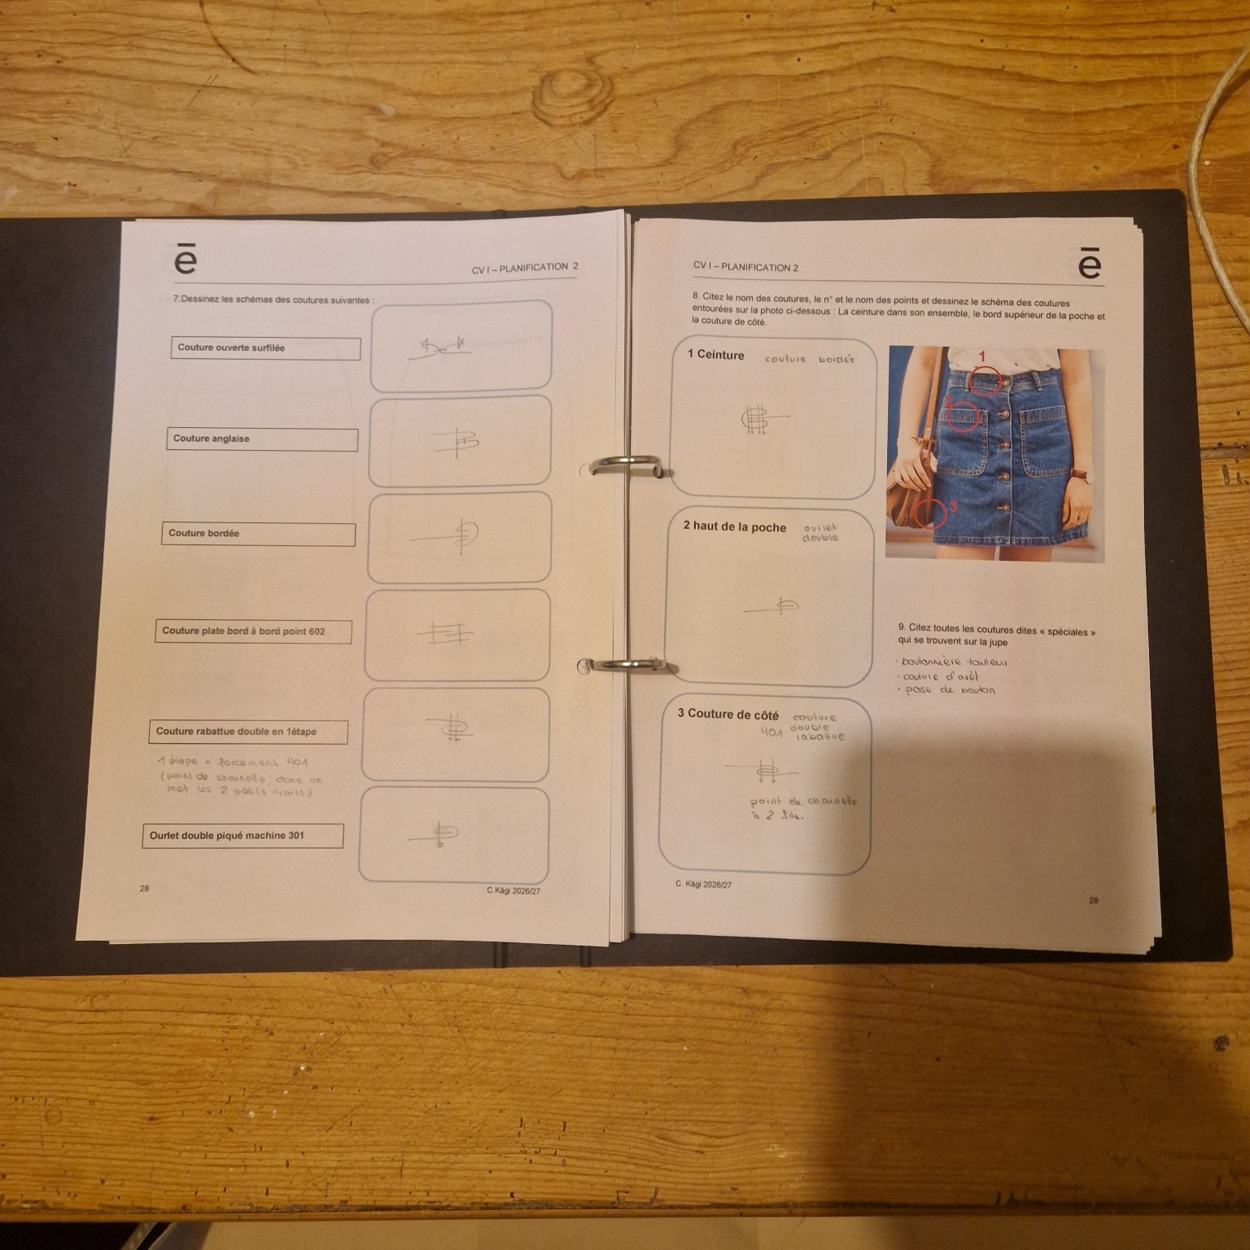 ē
CV I – PLANIFICATION 2
7.Dessinez les schémas des coutures suivantes :
Couture ouverte surfilée
Couture anglaise
Couture bordée
Couture plate bord à bord point 602
Couture rabattue double en 1étape
1 étape = forcément 401
(point de chainette, donc on
met les 2 petits traits)
Ourlet double piqué machine 301
28
C.Kägi 2026/27
CV I – PLANIFICATION 2
ē
8. Citez le nom des coutures, le n° et le nom des points et dessinez le schéma des coutures
entourées sur la photo ci-dessous : La ceinture dans son ensemble, le bord supérieur de la poche et
la couture de côté.
1 Ceinture couture bordée
1
2 haut de la poche ourlet
double
3
9. Citez toutes les coutures dites « spéciales »
qui se trouvent sur la jupe
· boutonnière tailleur
· couture d'arêt
· pose de bouton
3 Couture de côté couture
401 double
rabattue
point de chainette
à 2 fils.
C. Kägi 2026/27
29